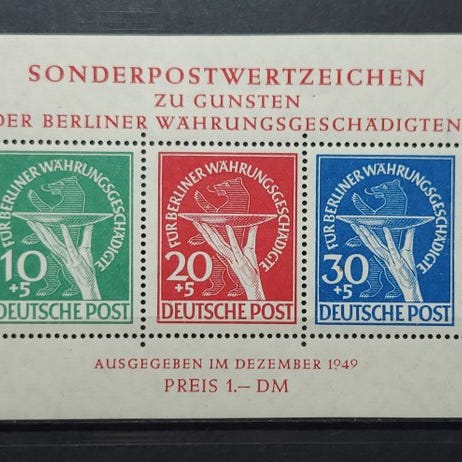 SONDERPOSTWERTZEICHEN
ZU GUNSTEN
DER BERLINER WÄHRUNGSGESCHÄDIGTEN
FÜR BERLINER WÄHRUNGSGESCHÄDIGTE
10
+5
DEUTSCHE POST
FÜR BERLINER WÄHRUNGSGESCHÄDIGTE
20
+5
DEUTSCHE POST
FÜR BERLINER WÄHRUNGSGESCHÄDIGTE
30
+5
DEUTSCHE POST
AUSGEGEBEN IM DEZEMBER 1949
PREIS 1.— DM